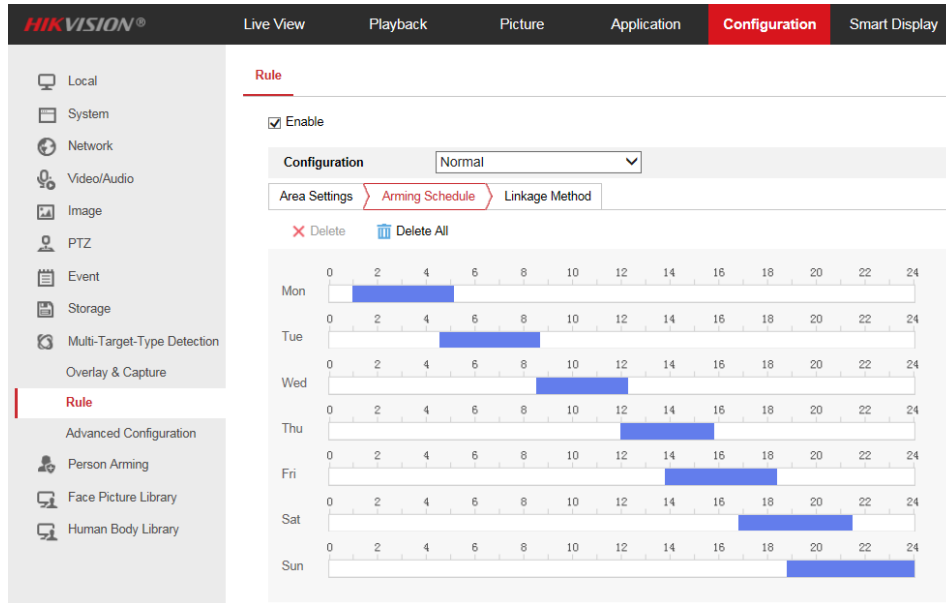 HIKVISION® Live View Playback Picture Application Configuration Smart Display
Local
System
Network
Video/Audio
Image
PTZ
Event
Storage
Multi-Target-Type Detection
Overlay & Capture
Rule
Advanced Configuration
Person Arming
Face Picture Library
Human Body Library
Rule
Enable
Configuration Normal
Area Settings Arming Schedule Linkage Method
Delete Delete All
0 2 4 6 8 10 12 14 16 18 20 22 24
Mon
0 2 4 6 8 10 12 14 16 18 20 22 24
Tue
0 2 4 6 8 10 12 14 16 18 20 22 24
Wed
0 2 4 6 8 10 12 14 16 18 20 22 24
Thu
0 2 4 6 8 10 12 14 16 18 20 22 24
Fri
0 2 4 6 8 10 12 14 16 18 20 22 24
Sat
0 2 4 6 8 10 12 14 16 18 20 22 24
Sun